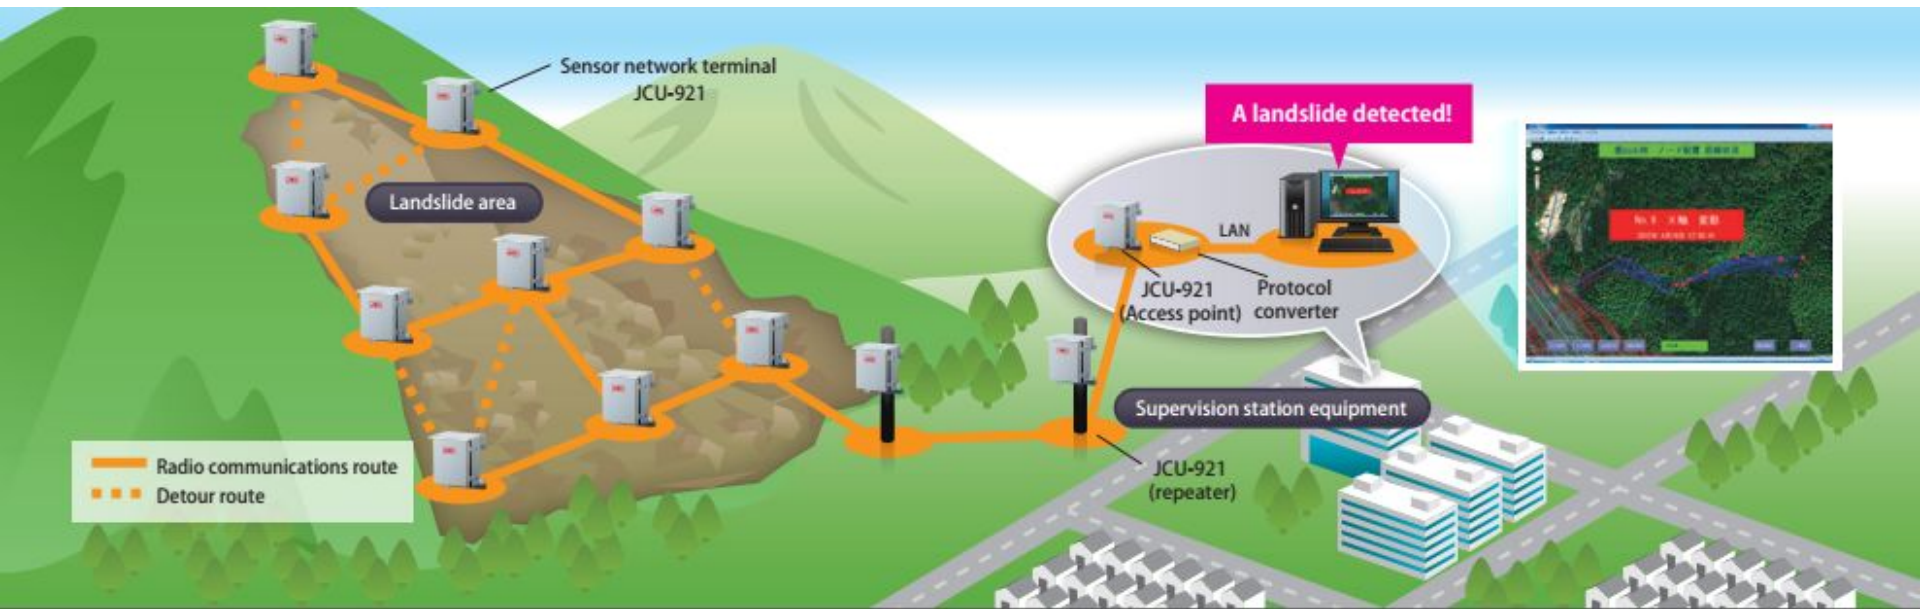 Sensor network terminal
JCU-921
Landslide area
A landslide detected!
LAN
JCU-921
(Access point)
Protocol
converter
Supervision station equipment
JCU-921
(repeater)
Radio communications route
Detour route